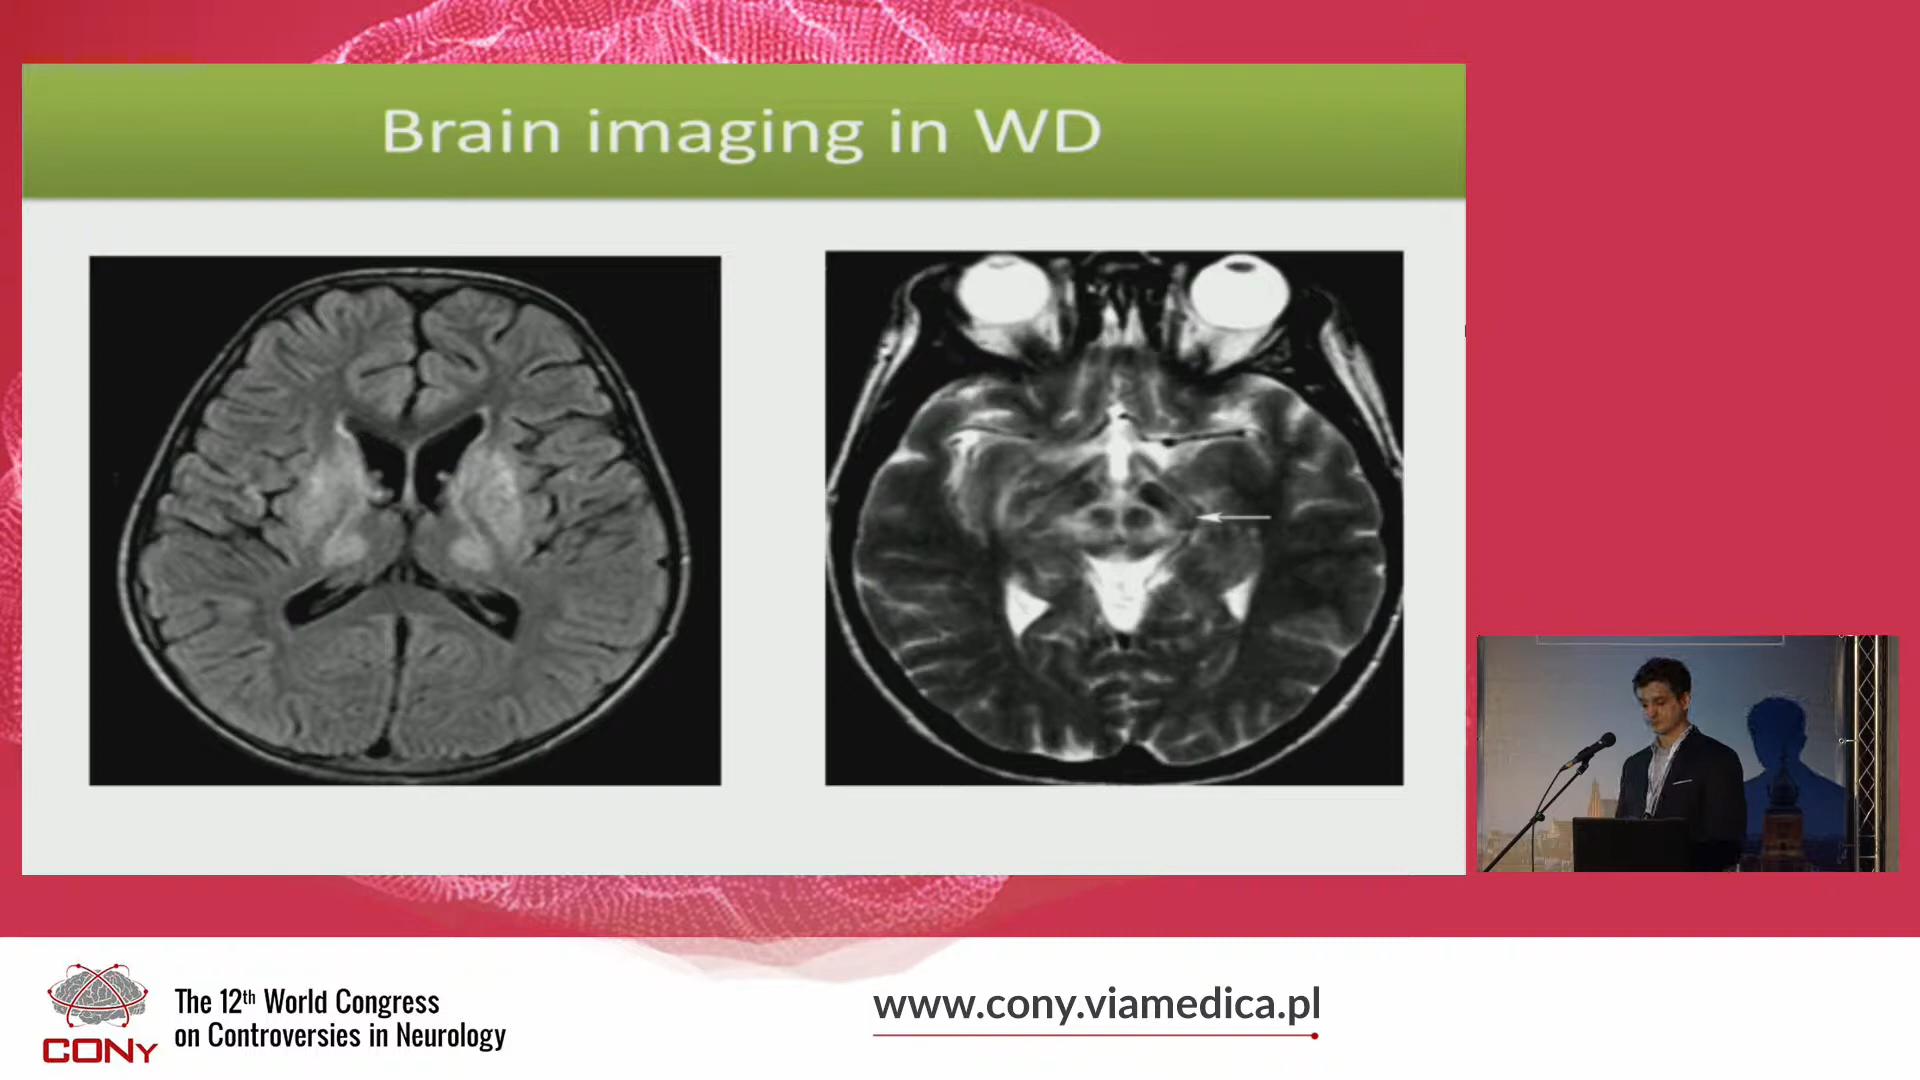 Brain imaging in WD
The 12th World Congress
on Controversies in Neurology
CONy
www.cony.viamedica.pl